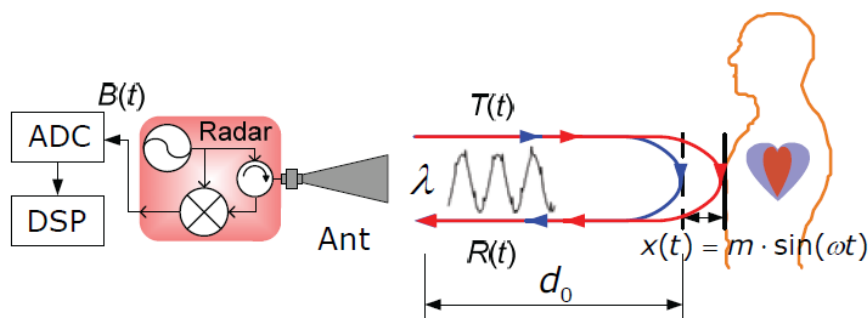 B(t)
ADC
Radar
DSP
Ant
T(t)
λ
R(t)
x(t) = m · sin(ωt)
d₀